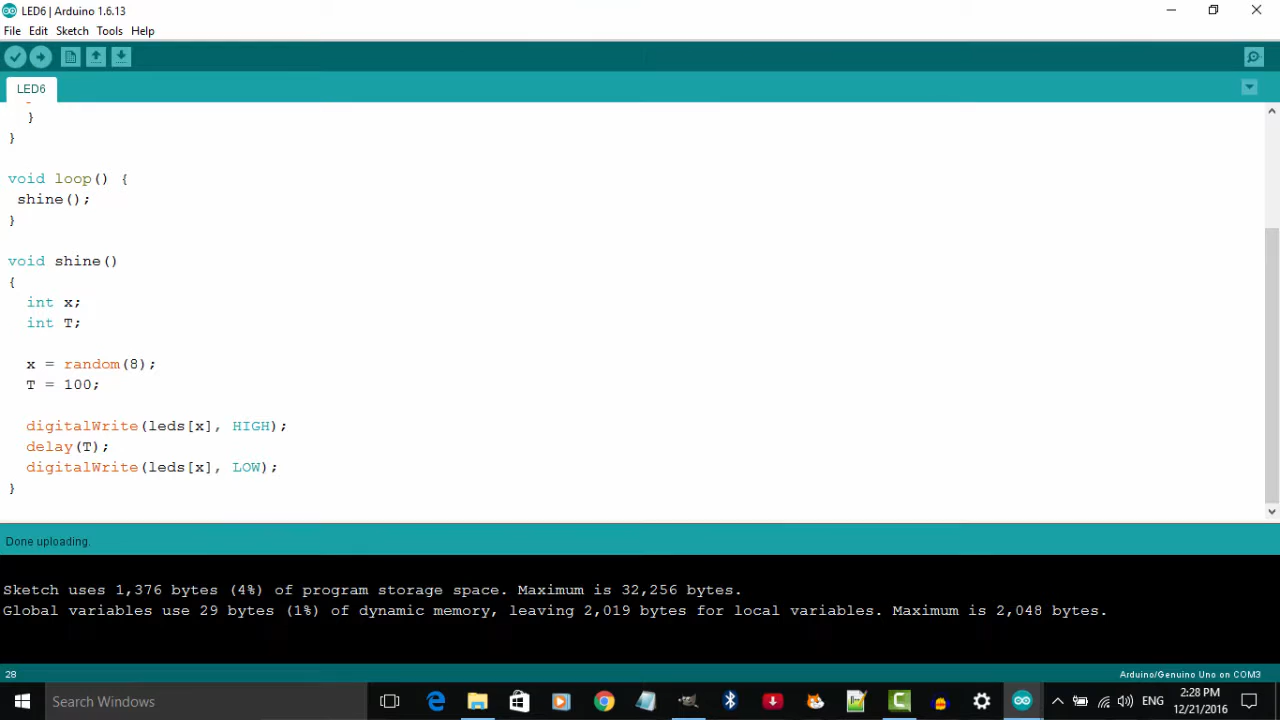 LED6 | Arduino 1.6.13
File Edit Sketch Tools Help
LED6
}
}
void loop() {
shine();
}
void shine()
{
int x;
int T;
x = random(8);
T = 100;
digitalWrite(leds[x], HIGH);
delay(T);
digitalWrite(leds[x], LOW);
}
Done uploading.
Sketch uses 1,376 bytes (4%) of program storage space. Maximum is 32,256 bytes.
Global variables use 29 bytes (1%) of dynamic memory, leaving 2,019 bytes for local variables. Maximum is 2,048 bytes.
28
Arduino/Genuino Uno on COM3
Search Windows
ENG
2:28 PM
12/21/2016